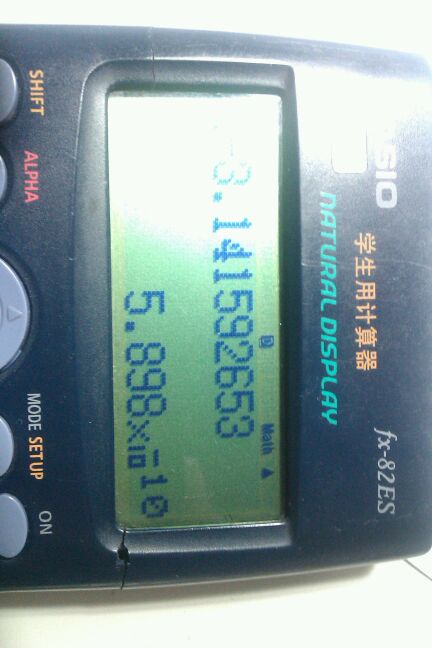 SIO
fx-82ES
学生用计算器
NATURAL DISPLAY
D Math ▲
-3.141592653
5.898×10⁻¹⁰
SHIFT
ALPHA
MODE SETUP
ON